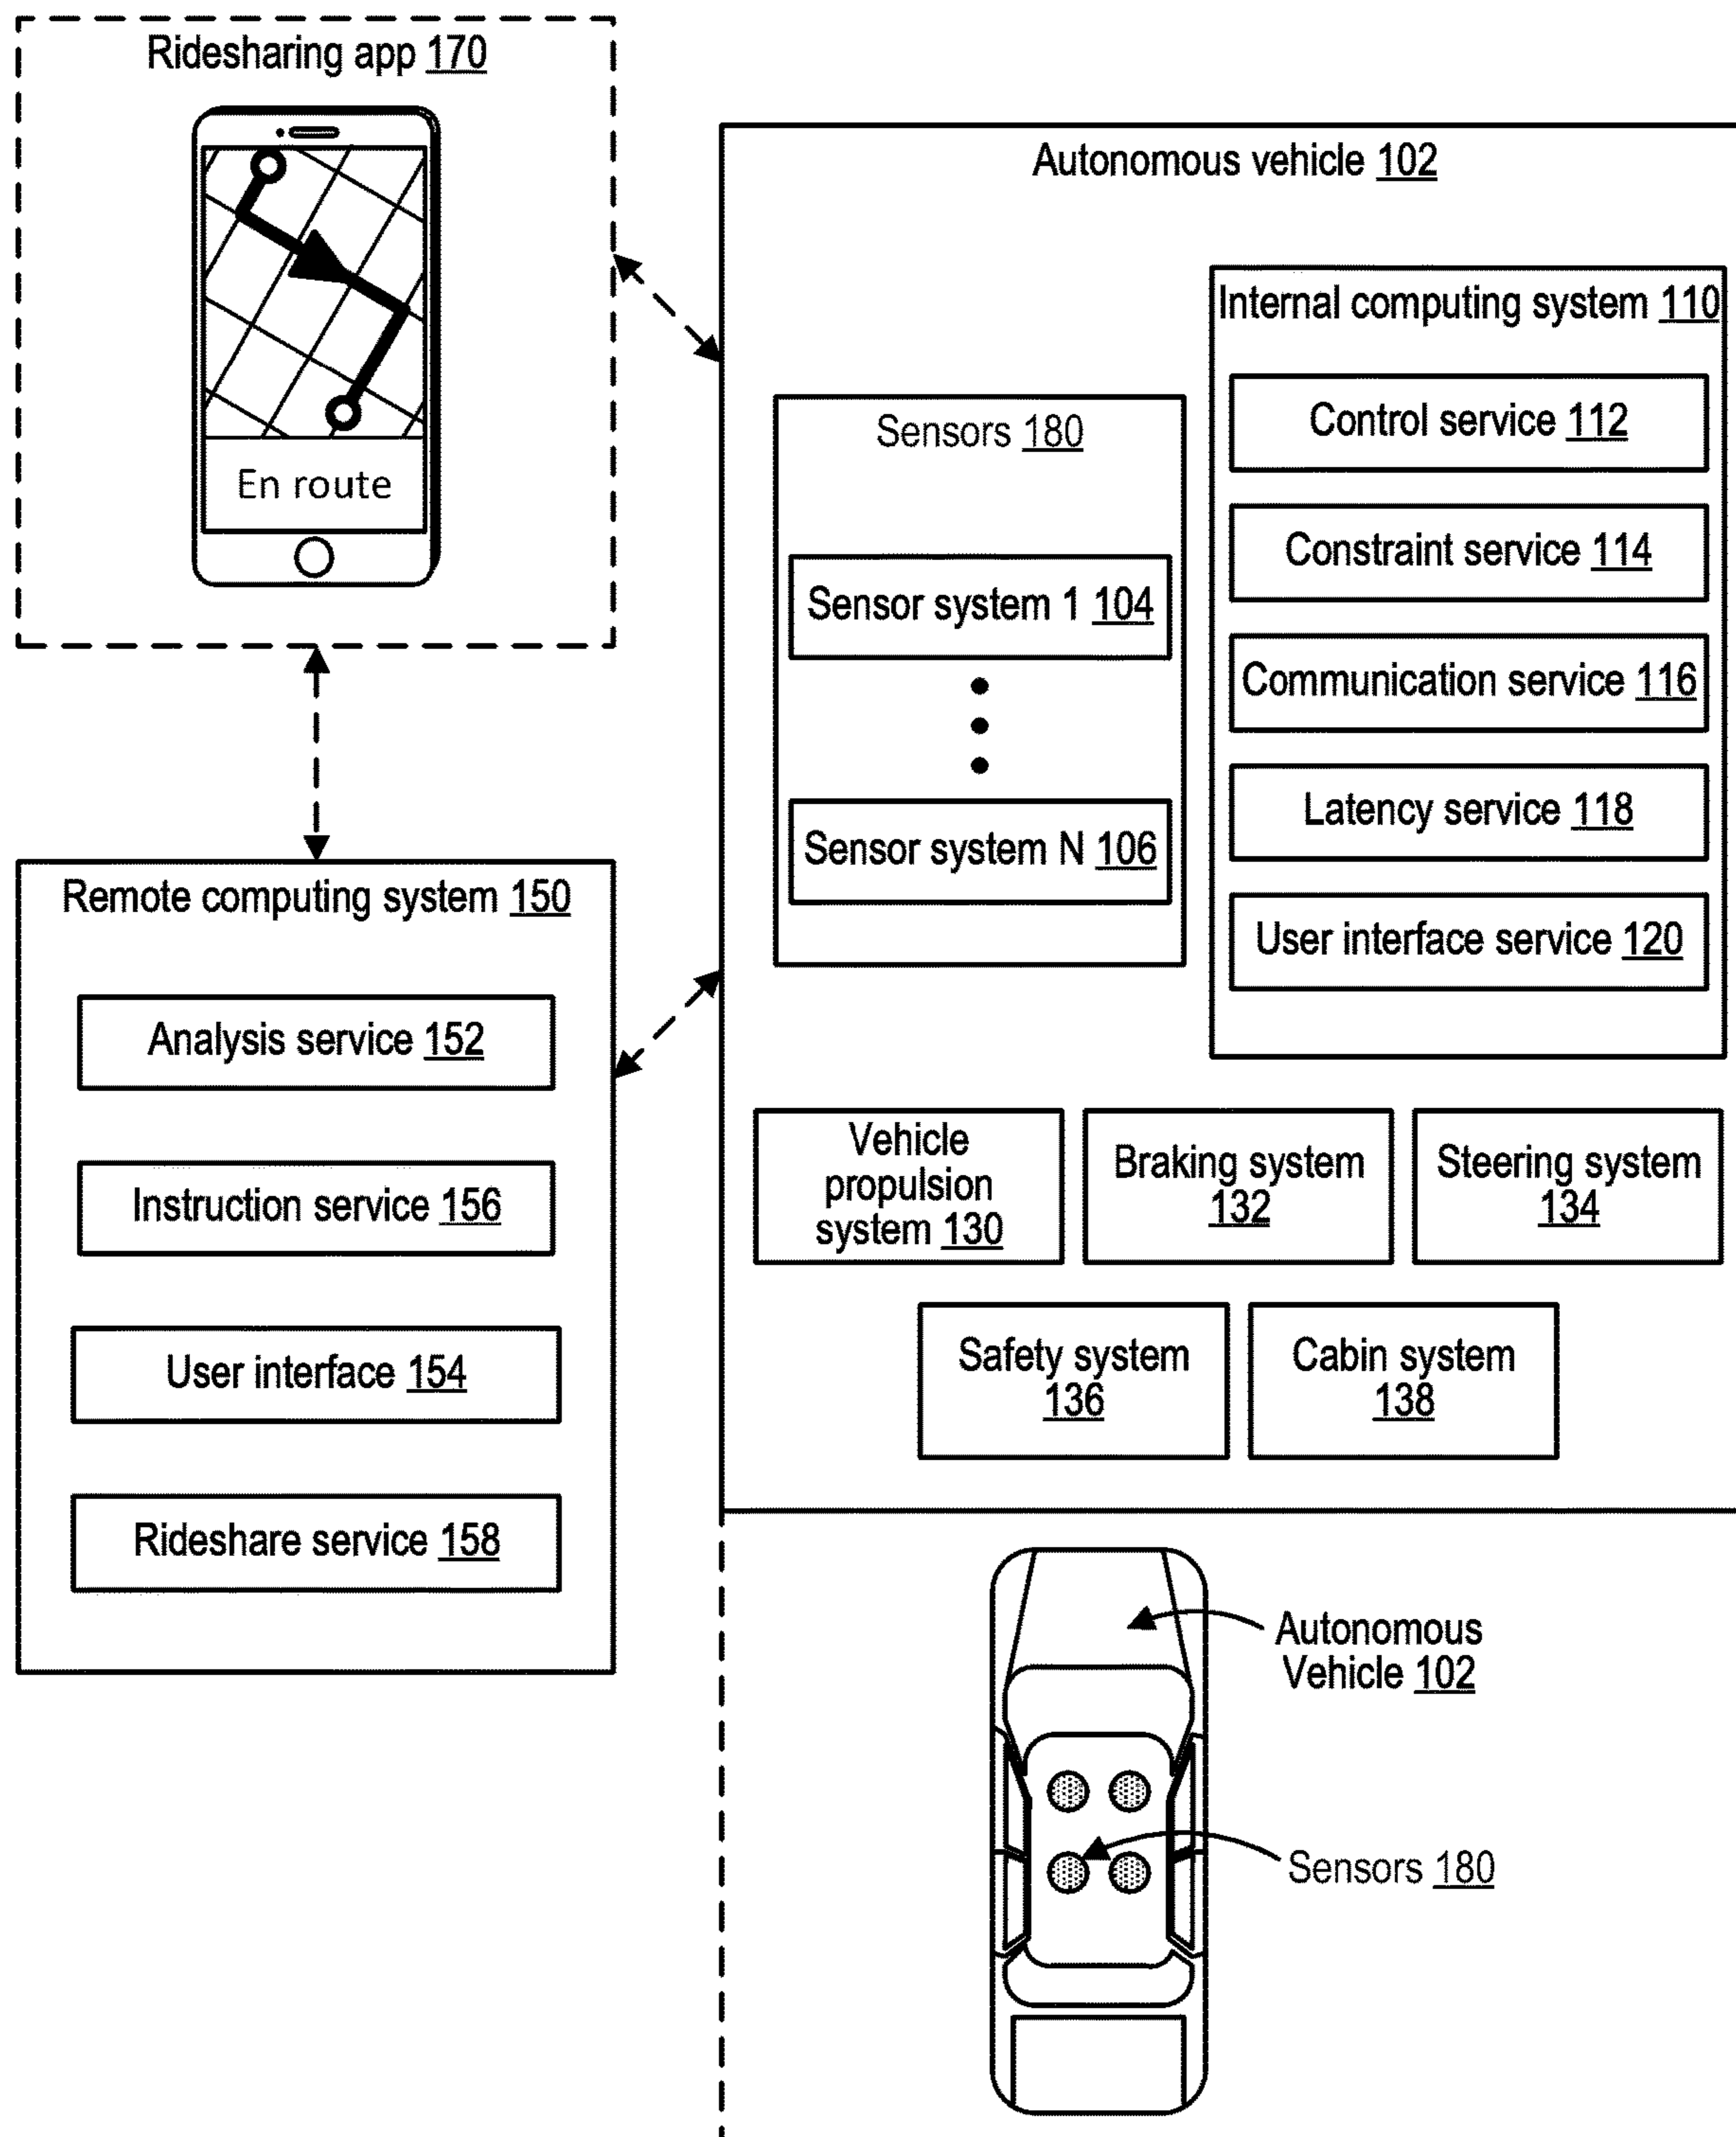 Ridesharing app 170
En route
Autonomous vehicle 102
Sensors 180
Sensor system 1 104
Sensor system N 106
Internal computing system 110
Control service 112
Constraint service 114
Communication service 116
Latency service 118
User interface service 120
Remote computing system 150
Analysis service 152
Instruction service 156
User interface 154
Rideshare service 158
Vehicle
propulsion
system 130
Braking system
132
Steering system
134
Safety system
136
Cabin system
138
Autonomous
Vehicle 102
Sensors 180